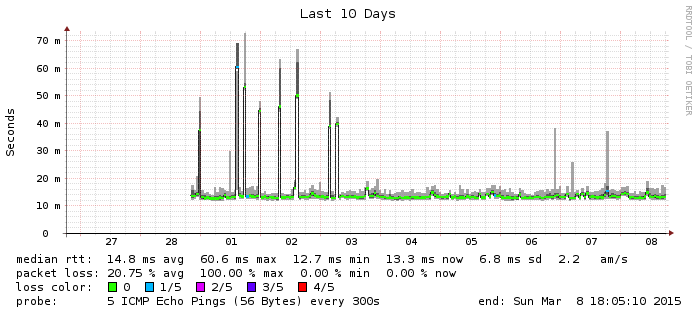 Last 10 Days
RRDTOOL / TOBI OETIKER
Seconds
70 m
60 m
50 m
40 m
30 m
20 m
10 m
0
27 28 01 02 03 04 05 06 07 08
median rtt: 14.8 ms avg 60.6 ms max 12.7 ms min 13.3 ms now 6.8 ms sd 2.2 am/s
packet loss: 20.75 % avg 100.00 % max 0.00 % min 0.00 % now
loss color: 0 1/5 2/5 3/5 4/5
probe: 5 ICMP Echo Pings (56 Bytes) every 300s end: Sun Mar 8 18:05:10 2015